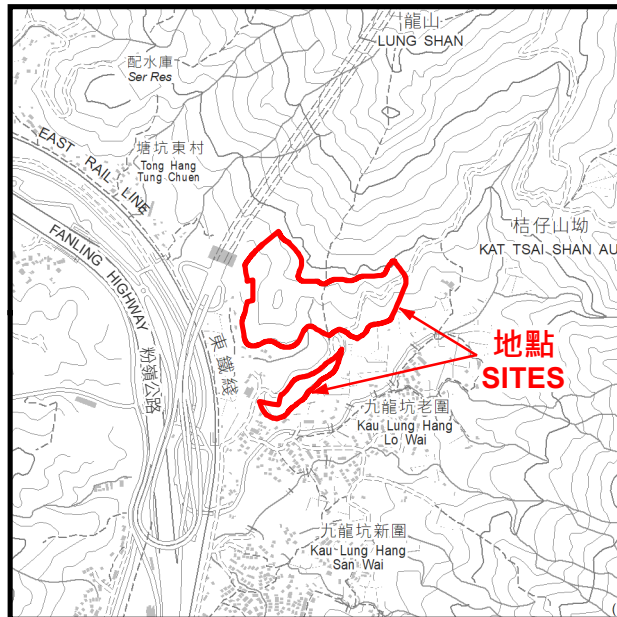 龍山
LUNG SHAN
配水庫
Ser Res
塘坑東村
Tong Hang
Tung Chuen
EAST RAIL LINE
FANLING HIGHWAY
桔仔山坳
KAT TSAI SHAN AU
東鐵綫
粉嶺公路
地點
SITES
九龍坑老圍
Kau Lung Hang
Lo Wai
九龍坑新圍
Kau Lung Hang
San Wai